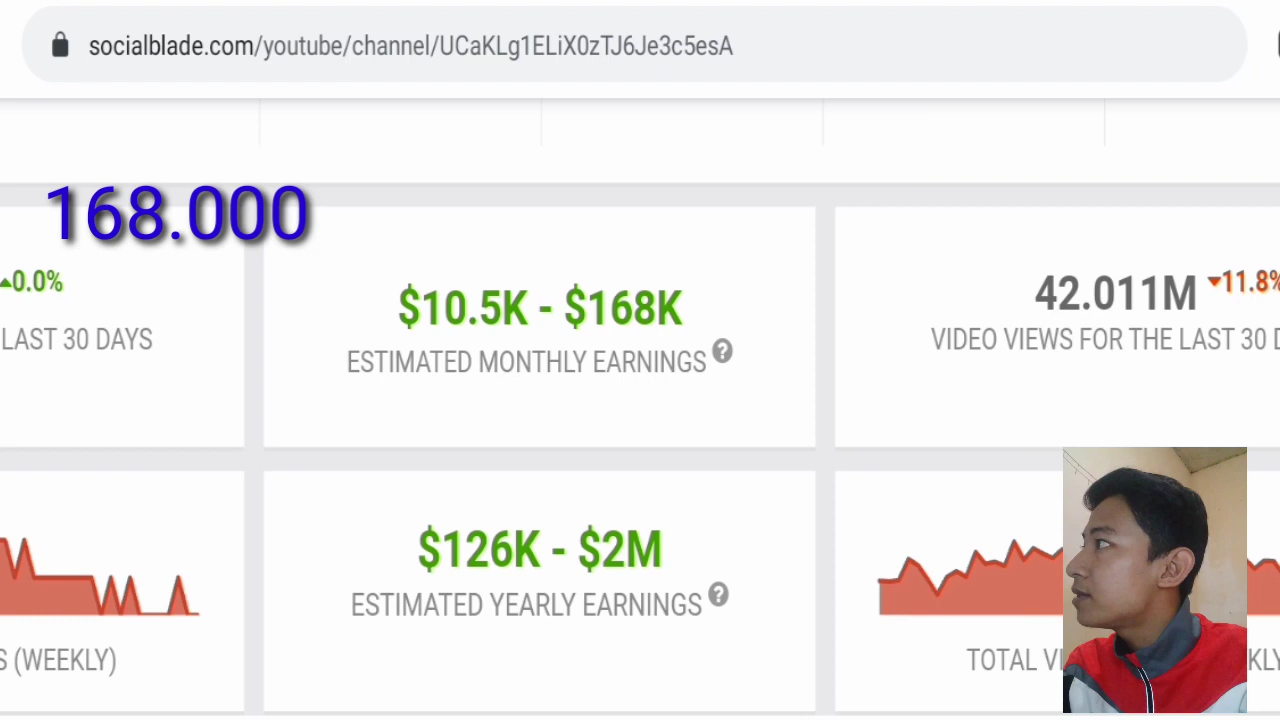 socialblade.com/youtube/channel/UCaKLg1ELiX0zTJ6Je3c5esA
168.000
0.0%
LAST 30 DAYS
$10.5K - $168K
ESTIMATED MONTHLY EARNINGS ?
42.011M 11.8%
VIDEO VIEWS FOR THE LAST 30 D
$126K - $2M
ESTIMATED YEARLY EARNINGS ?
S (WEEKLY)
TOTAL VI
KLY